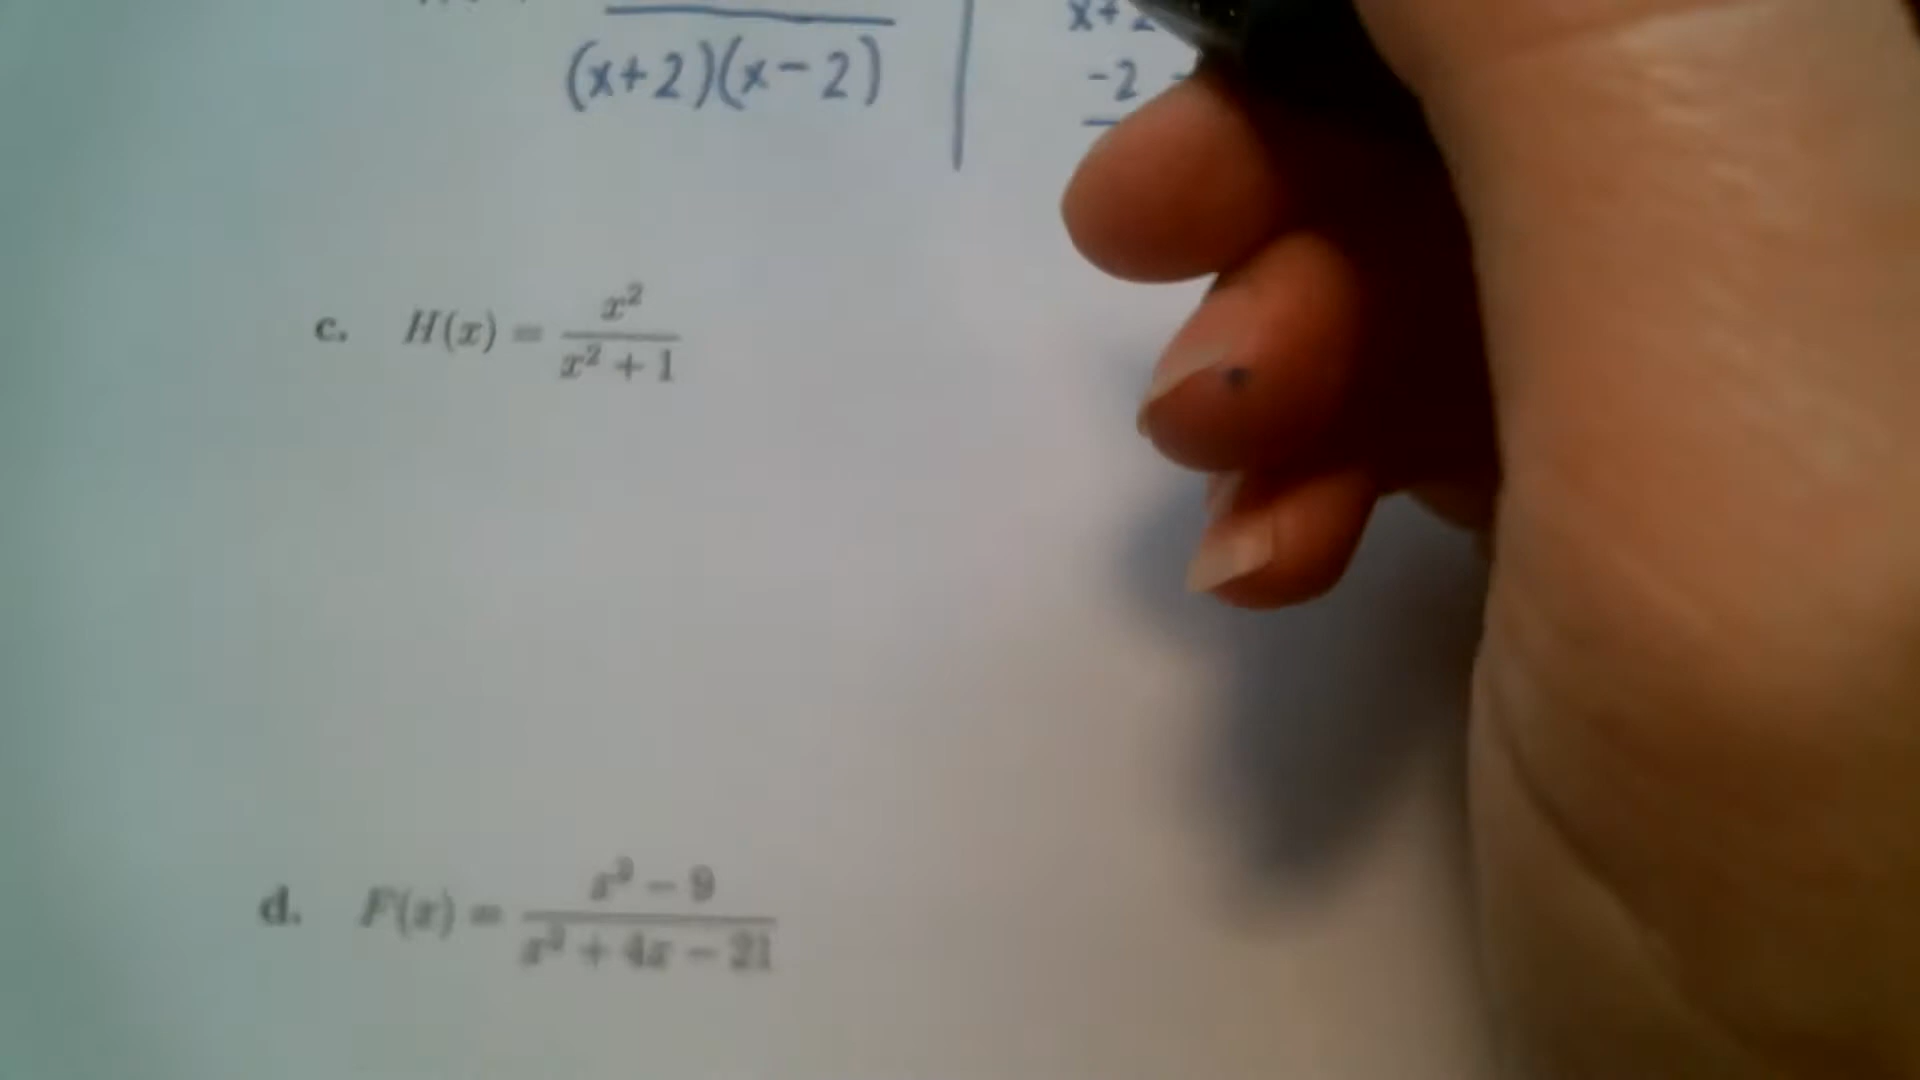 (x+2)(x-2)
x+2
-2
c. H(x) = x² / (x² + 1)
d. F(x) = (x² - 9) / (x² + 4x - 21)